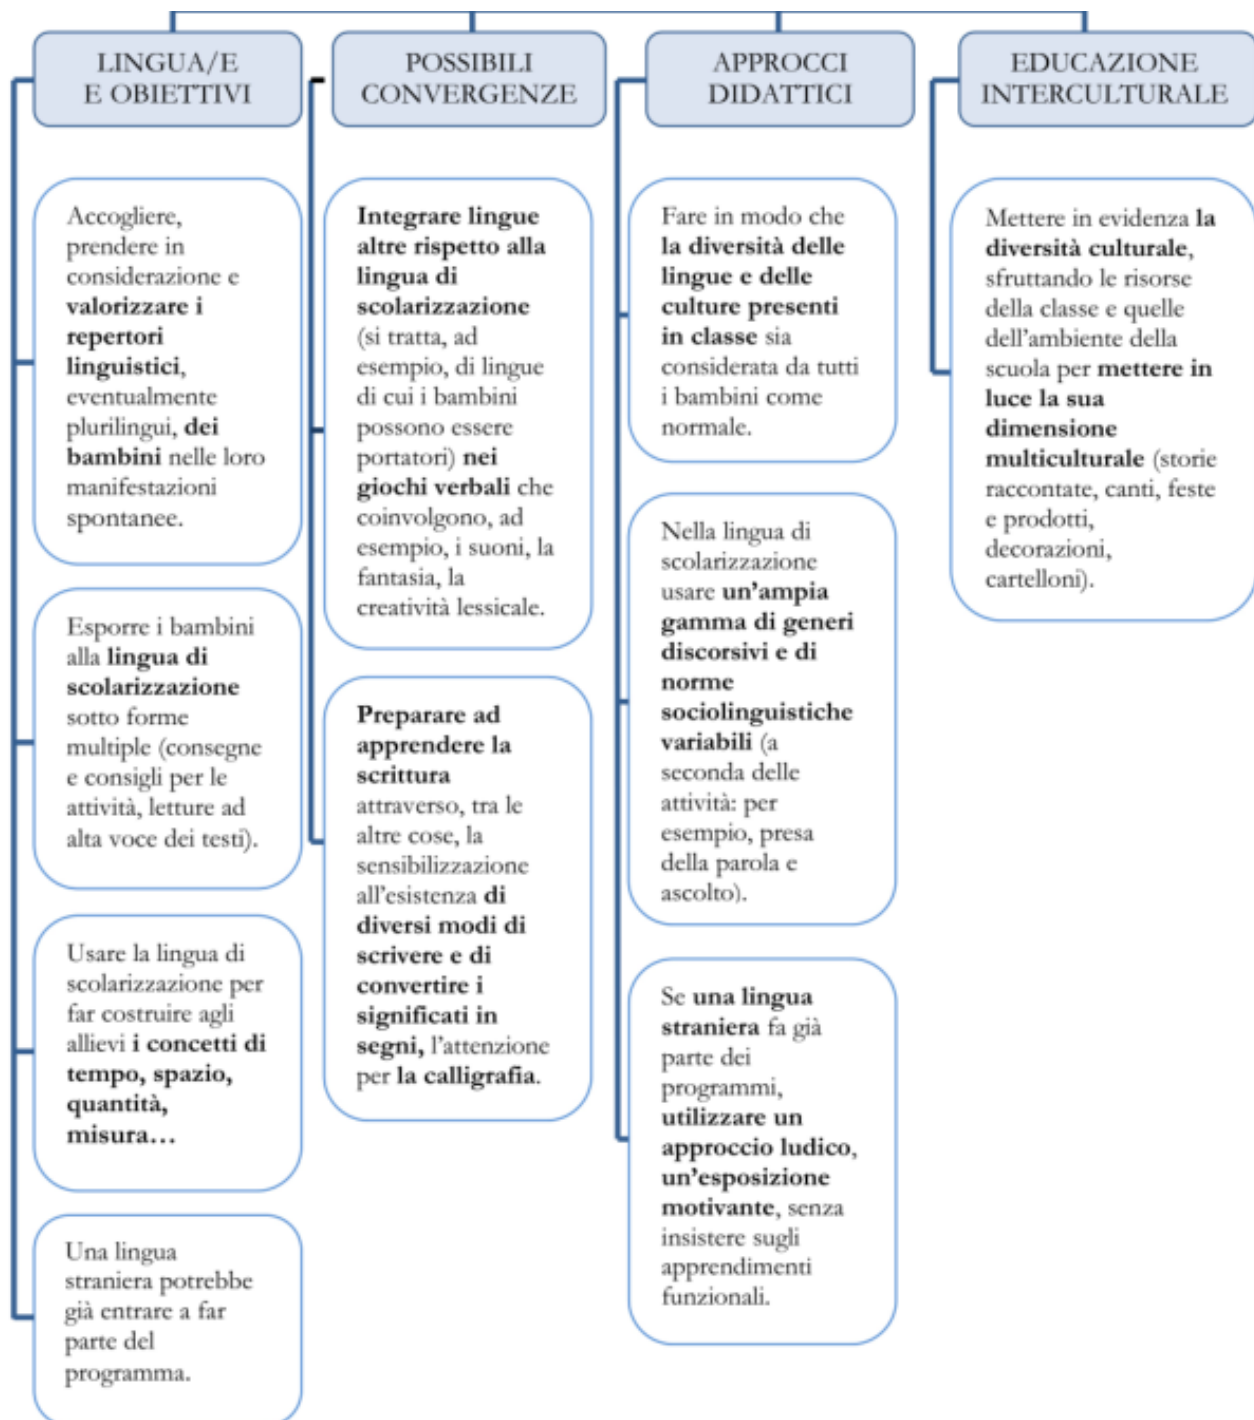 LINGUA/E
E OBIETTIVI
Accogliere,
prendere in
considerazione e
valorizzare i
repertori
linguistici,
eventualmente
plurilingui, dei
bambini nelle loro
manifestazioni
spontanee.
Esporre i bambini
alla lingua di
scolarizzazione
sotto forme
multiple (consegne
e consigli per le
attività, letture ad
alta voce dei testi).
Usare la lingua di
scolarizzazione per
far costruire agli
allievi i concetti di
tempo, spazio,
quantità,
misura…
Una lingua
straniera potrebbe
già entrare a far
parte del
programma.
POSSIBILI
CONVERGENZE
Integrare lingue
altre rispetto alla
lingua di
scolarizzazione
(si tratta, ad
esempio, di lingue
di cui i bambini
possono essere
portatori) nei
giochi verbali che
coinvolgono, ad
esempio, i suoni, la
fantasia, la
creatività lessicale.
Preparare ad
apprendere la
scrittura
attraverso, tra le
altre cose, la
sensibilizzazione
all'esistenza di
diversi modi di
scrivere e di
convertire i
significati in
segni, l'attenzione
per la calligrafia.
APPROCCI
DIDATTICI
Fare in modo che
la diversità delle
lingue e delle
culture presenti
in classe sia
considerata da tutti
i bambini come
normale.
Nella lingua di
scolarizzazione
usare un'ampia
gamma di generi
discorsivi e di
norme
sociolinguistiche
variabili (a
seconda delle
attività: per
esempio, presa
della parola e
ascolto).
Se una lingua
straniera fa già
parte dei
programmi,
utilizzare un
approccio ludico,
un'esposizione
motivante, senza
insistere sugli
apprendimenti
funzionali.
EDUCAZIONE
INTERCULTURALE
Mettere in evidenza la
diversità culturale,
sfruttando le risorse
della classe e quelle
dell'ambiente della
scuola per mettere in
luce la sua
dimensione
multiculturale (storie
raccontate, canti, feste
e prodotti,
decorazioni,
cartelloni).